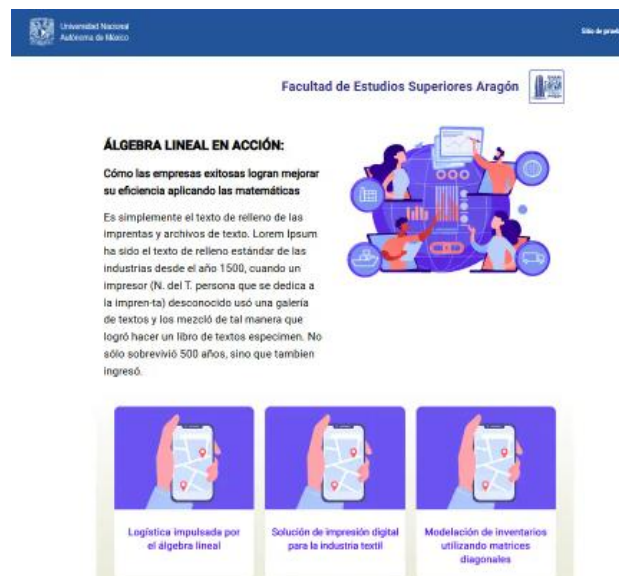 Universidad Nacional
Autónoma de México
Sitio de prueb
Facultad de Estudios Superiores Aragón
ÁLGEBRA LINEAL EN ACCIÓN:
Cómo las empresas exitosas logran mejorar
su eficiencia aplicando las matemáticas
Es simplemente el texto de relleno de las
imprentas y archivos de texto. Lorem Ipsum
ha sido el texto de relleno estándar de las
industrias desde el año 1500, cuando un
impresor (N. del T. persona que se dedica a
la impren-ta) desconocido usó una galería
de textos y los mezcló de tal manera que
logró hacer un libro de textos especimen. No
sólo sobrevivió 500 años, sino que tambien
ingresó.
Logística impulsada por
el álgebra lineal
Solución de impresión digital
para la industria textil
Modelación de inventarios
utilizando matrices
diagonales